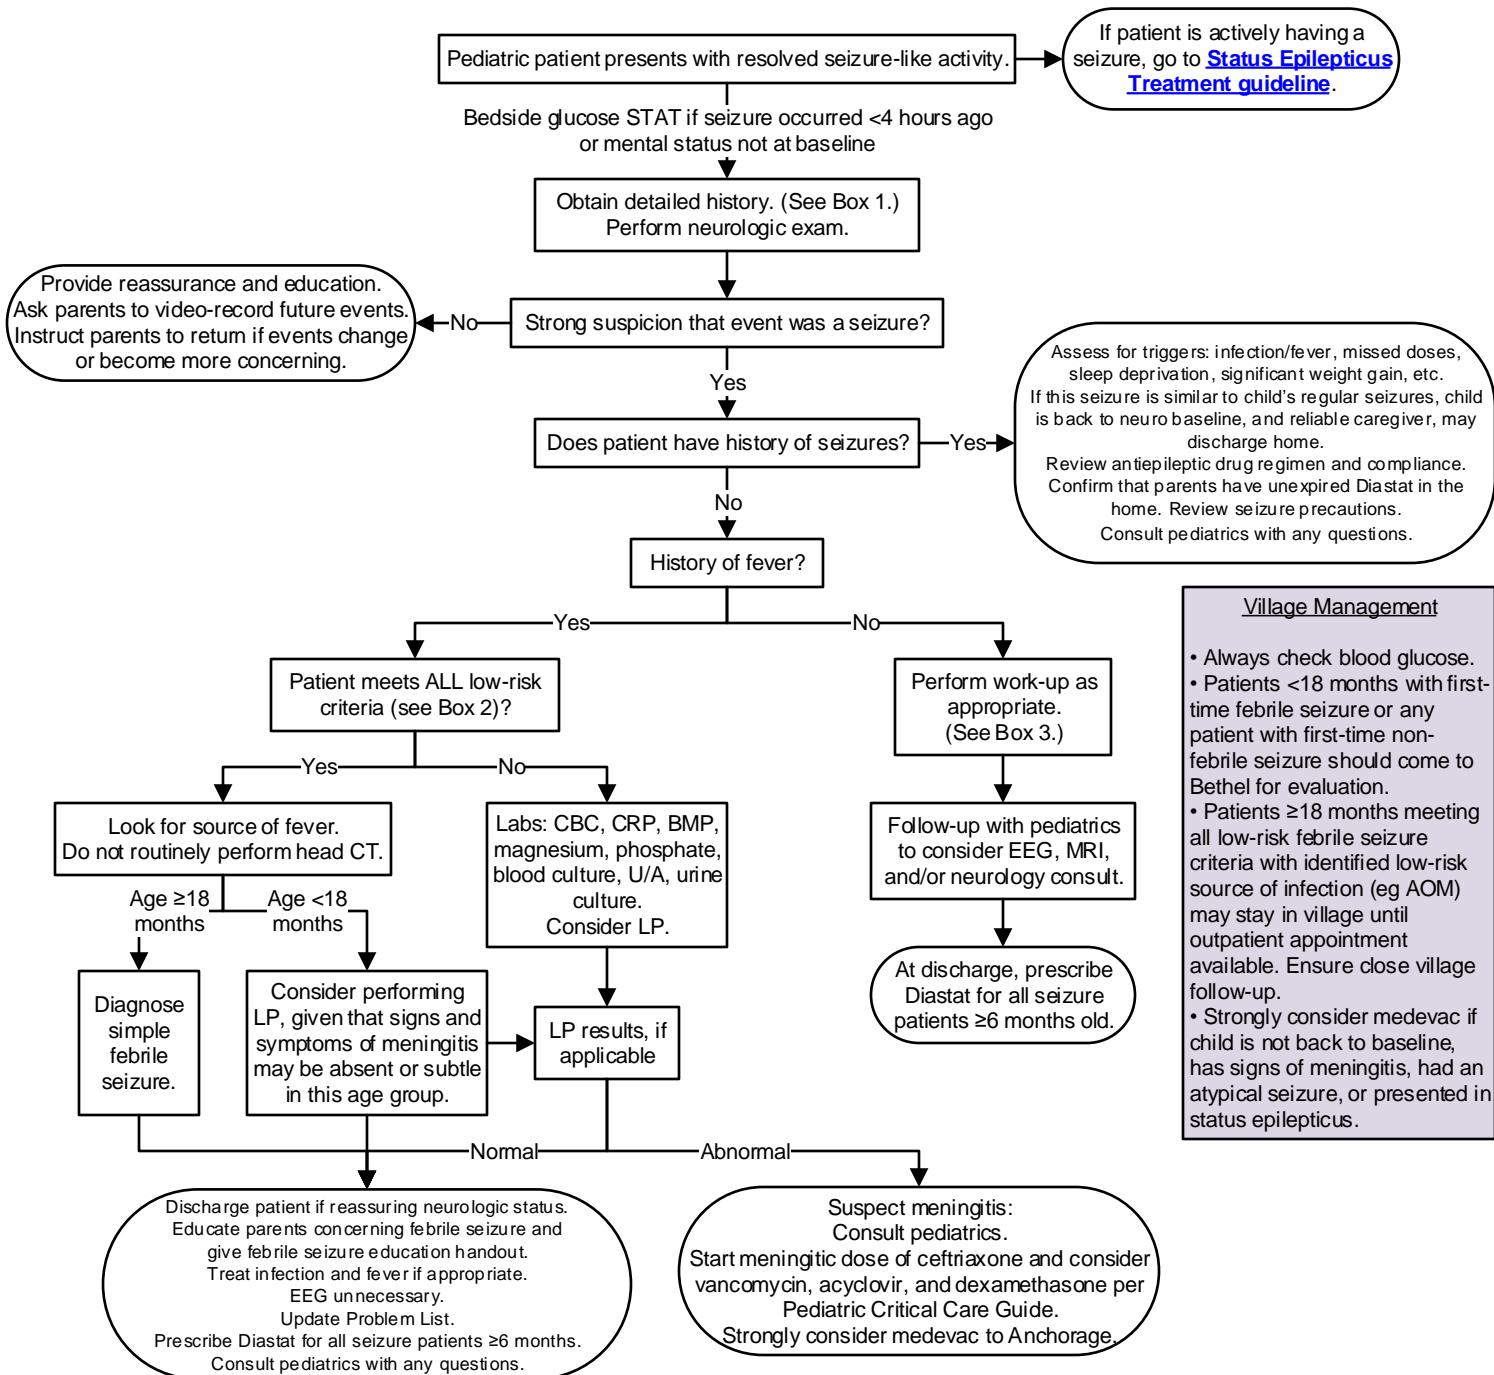 Pediatric patient presents with resolved seizure-like activity.
If patient is actively having a
seizure, go to Status Epilepticus
Treatment guideline.
Bedside glucose STAT if seizure occurred <4 hours ago
or mental status not at baseline
Obtain detailed history. (See Box 1.)
Perform neurologic exam.
Strong suspicion that event was a seizure?
No
Provide reassurance and education.
Ask parents to video-record future events.
Instruct parents to return if events change
or become more concerning.
Yes
Does patient have history of seizures?
Yes
Assess for triggers: infection/fever, missed doses,
sleep deprivation, significant weight gain, etc.
If this seizure is similar to child's regular seizures, child
is back to neuro baseline, and reliable caregiver, may
discharge home.
Review antiepileptic drug regimen and compliance.
Confirm that parents have unexpired Diastat in the
home. Review seizure precautions.
Consult pediatrics with any questions.
No
History of fever?
Yes
No
Patient meets ALL low-risk
criteria (see Box 2)?
Perform work-up as
appropriate.
(See Box 3.)
Yes
No
Look for source of fever.
Do not routinely perform head CT.
Labs: CBC, CRP, BMP,
magnesium, phosphate,
blood culture, U/A, urine
culture.
Consider LP.
Follow-up with pediatrics
to consider EEG, MRI,
and/or neurology consult.
Age ≥18
months
Age <18
months
Diagnose
simple
febrile
seizure.
Consider performing
LP, given that signs and
symptoms of meningitis
may be absent or subtle
in this age group.
LP results, if
applicable
At discharge, prescribe
Diastat for all seizure
patients ≥6 months old.
Normal
Abnormal
Discharge patient if reassuring neurologic status.
Educate parents concerning febrile seizure and
give febrile seizure education handout.
Treat infection and fever if appropriate.
EEG unnecessary.
Update Problem List.
Prescribe Diastat for all seizure patients ≥6 months.
Consult pediatrics with any questions.
Suspect meningitis:
Consult pediatrics.
Start meningitic dose of ceftriaxone and consider
vancomycin, acyclovir, and dexamethasone per
Pediatric Critical Care Guide.
Strongly consider medevac to Anchorage.
Village Management
• Always check blood glucose.
• Patients <18 months with first-
time febrile seizure or any
patient with first-time non-
febrile seizure should come to
Bethel for evaluation.
• Patients ≥18 months meeting
all low-risk febrile seizure
criteria with identified low-risk
source of infection (eg AOM)
may stay in village until
outpatient appointment
available. Ensure close village
follow-up.
• Strongly consider medevac if
child is not back to baseline,
has signs of meningitis, had an
atypical seizure, or presented in
status epilepticus.